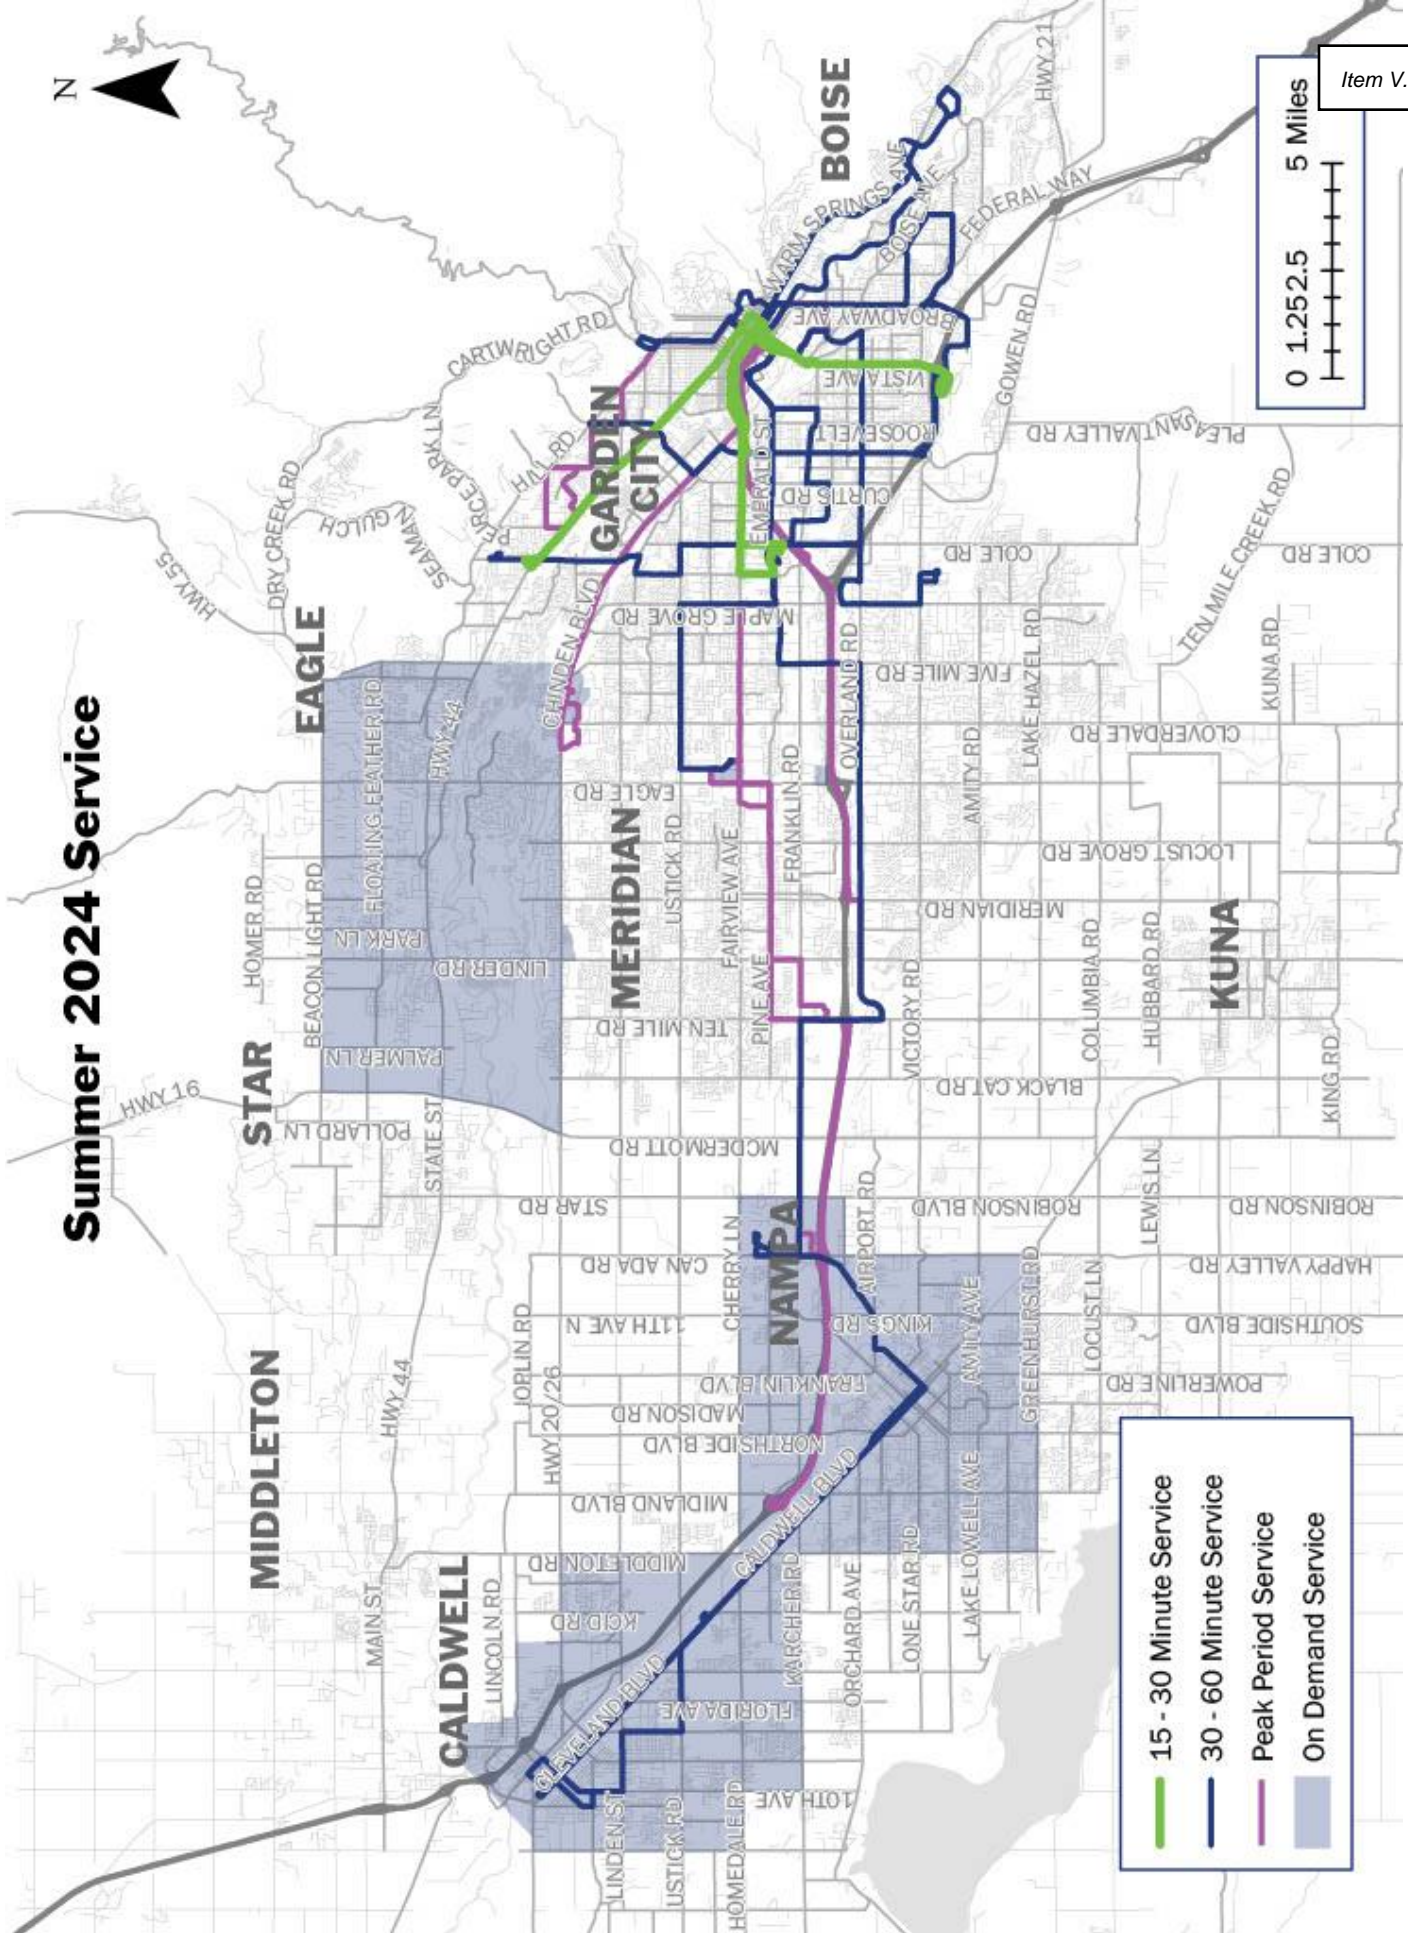 Summer 2024 Service
N
Item V.
BOISE
EAGLE
GARDEN
CITY
STAR
MERIDIAN
MIDDLETON
CALDWELL
NAMPA
KUNA
HWY 55
DRY CREEK RD
SEAMAN GULCH
PEIRCE PARK LN
CARTWRIGHT RD
HILL RD
HWY 21
WARM SPRINGS AVE
BOISE AVE
FEDERAL WAY
BROADWAY AVE
VISTA AVE
GOWEN RD
ROOSEVELT
EMERALD ST
CURTIS RD
PLEASANT VALLEY RD
COLE RD
COLE RD
TEN MILE CREEK RD
CHINDEN BLVD
MAPLE GROVE RD
FIVE MILE RD
OVERLAND RD
LAKE HAZEL RD
KUNA RD
CLOVERDALE RD
FLOATING FEATHER RD
HWY 44
EAGLE RD
FRANKLIN RD
AMITY RD
USTICK RD
FAIRVIEW AVE
LOCUST GROVE RD
HOMER RD
BEACON LIGHT RD
PARK LN
LINDER RD
MERIDIAN RD
PINE AVE
TEN MILE RD
VICTORY RD
COLUMBIA RD
HUBBARD RD
PALMER LN
BLACK CAT RD
KING RD
HWY 16
POLLARD LN
STATE ST
MCDERMOTT RD
STAR RD
AIRPORT RD
ROBINSON BLVD
LEWIS LN
ROBINSON RD
CHERRY LN
CAN ADA RD
HAPPY VALLEY RD
JOPLIN RD
11TH AVE N
KINGS RD
AMITY AVE
GREENHURST RD
LOCUST LN
SOUTHSIDE BLVD
HWY 44
HWY 20/26
FRANKLIN BLVD
MADISON RD
NORTHSIDE BLVD
POWERLINE RD
MIDLAND BLVD
CALDWELL BLVD
MIDDLETON RD
MAIN ST
LINCOLN RD
KCID RD
KARCHER RD
ORCHARD AVE
LONE STAR RD
LAKE LOWELL AVE
CLEVELAND BLVD
FLORIDA AVE
LINDEN ST
USTICK RD
HOMEDALE RD
10TH AVE
0 1.252.5 5 Miles
15 - 30 Minute Service
30 - 60 Minute Service
Peak Period Service
On Demand Service